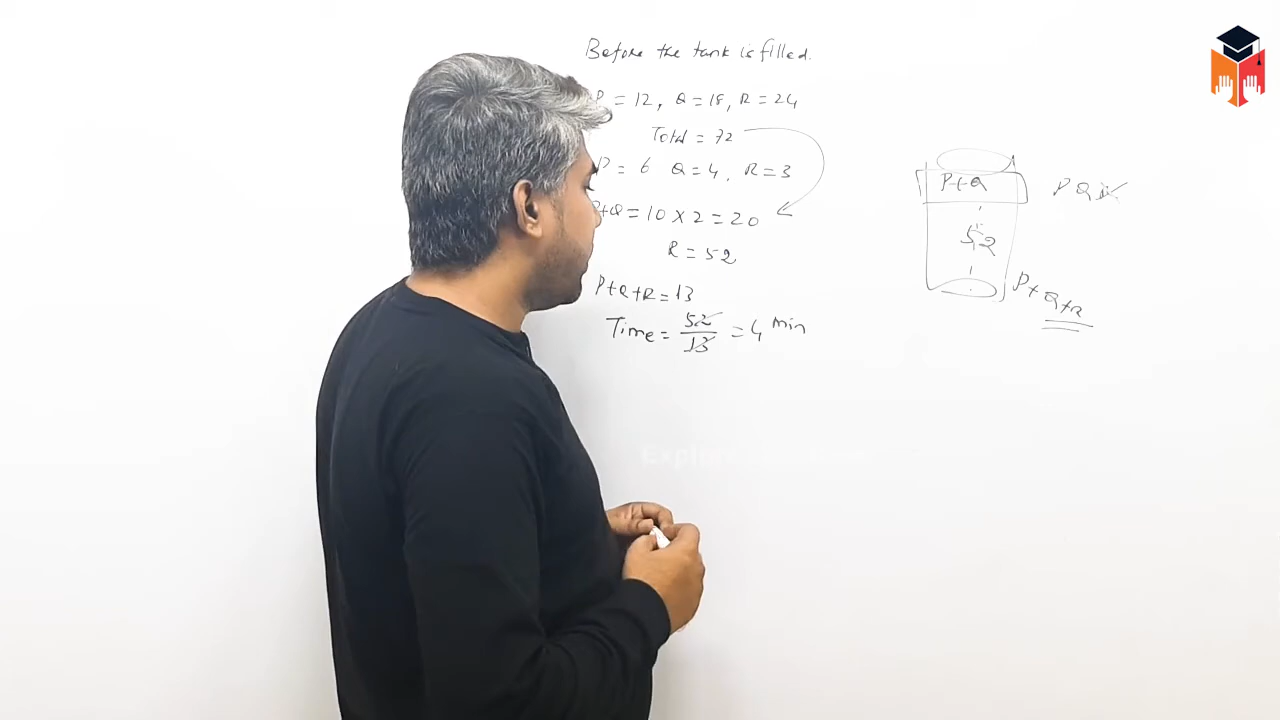 Before the tank is filled.
P = 12, Q = 18, R = 24
Total = 72
P = 6 Q = 4, R = 3
P+Q = 10 X 2 = 20
R = 52
P+Q+R = 13
Time = 52/13 = 4 min
P+Q
P Q R
52
P+Q+R